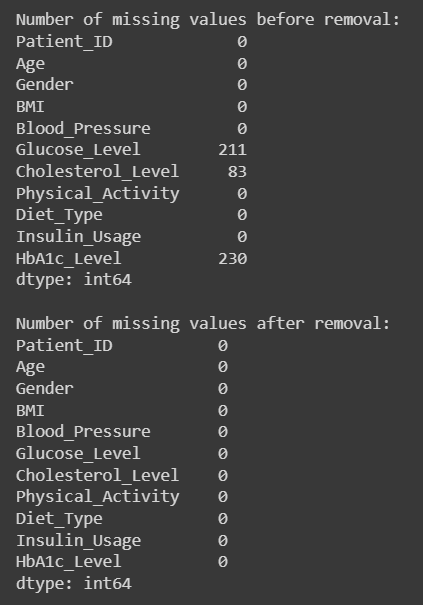 Number of missing values before removal:
Patient_ID 0
Age 0
Gender 0
BMI 0
Blood_Pressure 0
Glucose_Level 211
Cholesterol_Level 83
Physical_Activity 0
Diet_Type 0
Insulin_Usage 0
HbA1c_Level 230
dtype: int64

Number of missing values after removal:
Patient_ID 0
Age 0
Gender 0
BMI 0
Blood_Pressure 0
Glucose_Level 0
Cholesterol_Level 0
Physical_Activity 0
Diet_Type 0
Insulin_Usage 0
HbA1c_Level 0
dtype: int64